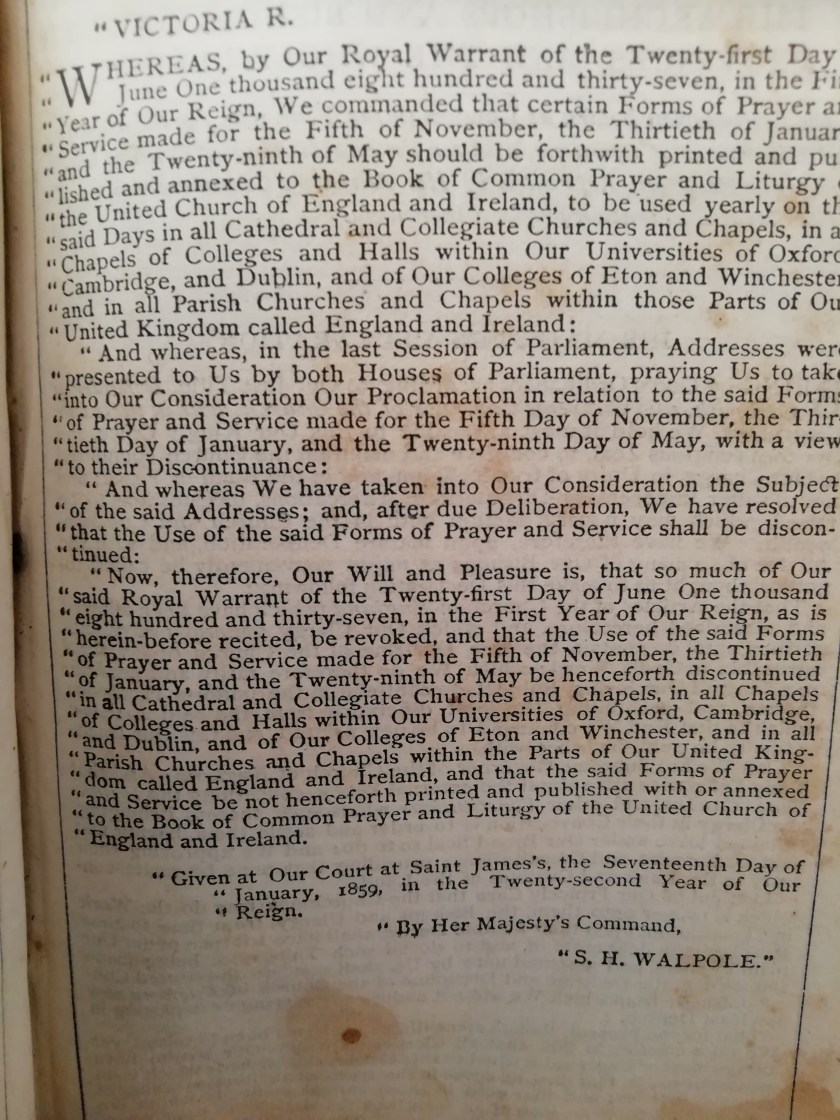 "VICTORIA R.
"WHEREAS, by Our Royal Warrant of the Twenty-first Day
" June One thousand eight hundred and thirty-seven, in the Fi
"Year of Our Reign, We commanded that certain Forms of Prayer a
"Service made for the Fifth of November, the Thirtieth of Januar
"and the Twenty-ninth of May should be forthwith printed and pu
"lished and annexed to the Book of Common Prayer and Liturgy
"the United Church of England and Ireland, to be used yearly on th
"said Days in all Cathedral and Collegiate Churches and Chapels, in a
"Chapels of Colleges and Halls within Our Universities of Oxford
"Cambridge, and Dublin, and of Our Colleges of Eton and Winchester
"and in all Parish Churches and Chapels within those Parts of Ou
"United Kingdom called England and Ireland:
"And whereas, in the last Session of Parliament, Addresses were
"presented to Us by both Houses of Parliament, praying Us to take
"into Our Consideration Our Proclamation in relation to the said Forms
"of Prayer and Service made for the Fifth Day of November, the Thir-
"tieth Day of January, and the Twenty-ninth Day of May, with a view
"to their Discontinuance:
"And whereas We have taken into Our Consideration the Subject
"of the said Addresses; and, after due Deliberation, We have resolved
"that the Use of the said Forms of Prayer and Service shall be discon-
"tinued:
"Now, therefore, Our Will and Pleasure is, that so much of Our
"said Royal Warrant of the Twenty-first Day of June One thousand
"eight hundred and thirty-seven, in the First Year of Our Reign, as is
"herein-before recited, be revoked, and that the Use of the said Forms
"of Prayer and Service made for the Fifth of November, the Thirtieth
"of January, and the Twenty-ninth of May be henceforth discontinued
"in all Cathedral and Collegiate Churches and Chapels, in all Chapels
"of Colleges and Halls within Our Universities of Oxford, Cambridge,
"and Dublin, and of Our Colleges of Eton and Winchester, and in all
"Parish Churches and Chapels within the Parts of Our United King-
"dom called England and Ireland, and that the said Forms of Prayer
"and Service be not henceforth printed and published with or annexed
"to the Book of Common Prayer and Liturgy of the United Church of
"England and Ireland.
"Given at Our Court at Saint James's, the Seventeenth Day of
"January, 1859, in the Twenty-second Year of Our
"Reign.
"By Her Majesty's Command,
"S. H. WALPOLE."